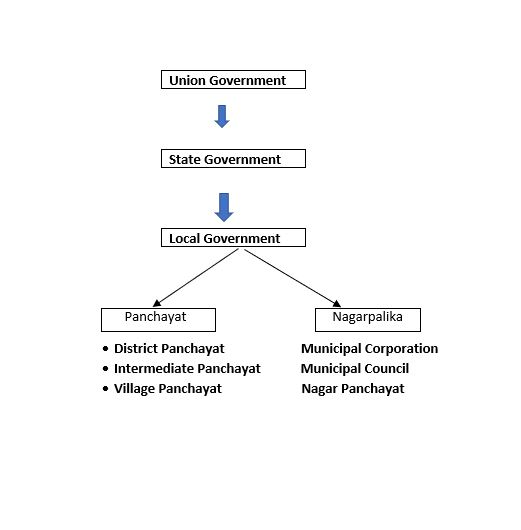 Union Government
State Government
Local Government
Panchayat
Nagarpalika
• District Panchayat
• Intermediate Panchayat
• Village Panchayat
Municipal Corporation
Municipal Council
Nagar Panchayat